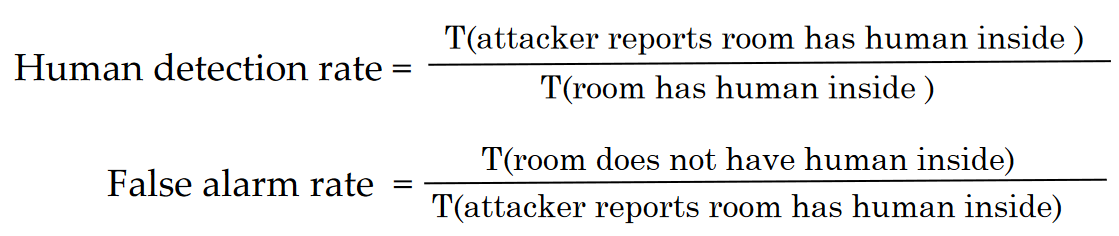 T(attacker reports room has human inside )
Human detection rate =
T(room has human inside )
T(room does not have human inside)
False alarm rate =
T(attacker reports room has human inside)